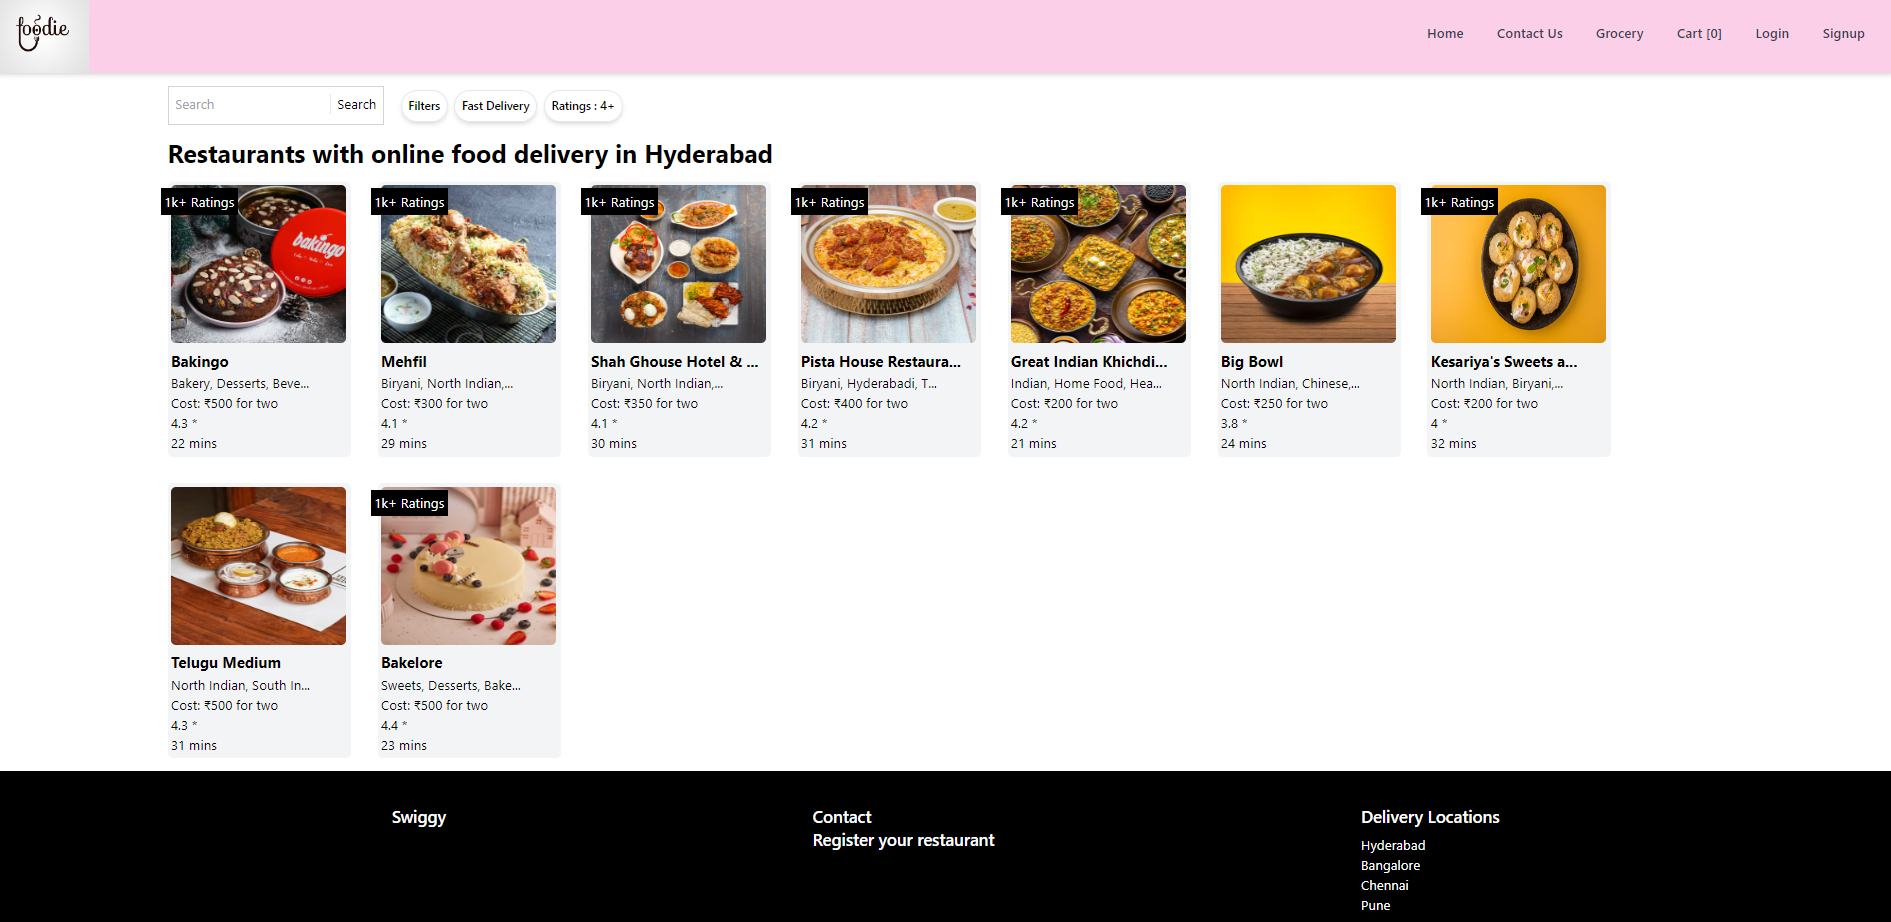 foodie
Home Contact Us Grocery Cart [0] Login Signup
Search Search Filters Fast Delivery Ratings : 4+
Restaurants with online food delivery in Hyderabad
1k+ Ratings
bakingo
Bakingo
Bakery, Desserts, Beve...
Cost: ₹500 for two
4.3 *
22 mins
1k+ Ratings
Mehfil
Biryani, North Indian,...
Cost: ₹300 for two
4.1 *
29 mins
1k+ Ratings
Shah Ghouse Hotel & ...
Biryani, North Indian,...
Cost: ₹350 for two
4.1 *
30 mins
1k+ Ratings
Pista House Restaura...
Biryani, Hyderabadi, T...
Cost: ₹400 for two
4.2 *
31 mins
1k+ Ratings
Great Indian Khichdi...
Indian, Home Food, Hea...
Cost: ₹200 for two
4.2 *
21 mins
Big Bowl
North Indian, Chinese,...
Cost: ₹250 for two
3.8 *
24 mins
1k+ Ratings
Kesariya's Sweets a...
North Indian, Biryani,...
Cost: ₹200 for two
4 *
32 mins
Telugu Medium
North Indian, South In...
Cost: ₹500 for two
4.3 *
31 mins
1k+ Ratings
Bakelore
Sweets, Desserts, Bake...
Cost: ₹500 for two
4.4 *
23 mins
Swiggy
Contact
Register your restaurant
Delivery Locations
Hyderabad
Bangalore
Chennai
Pune